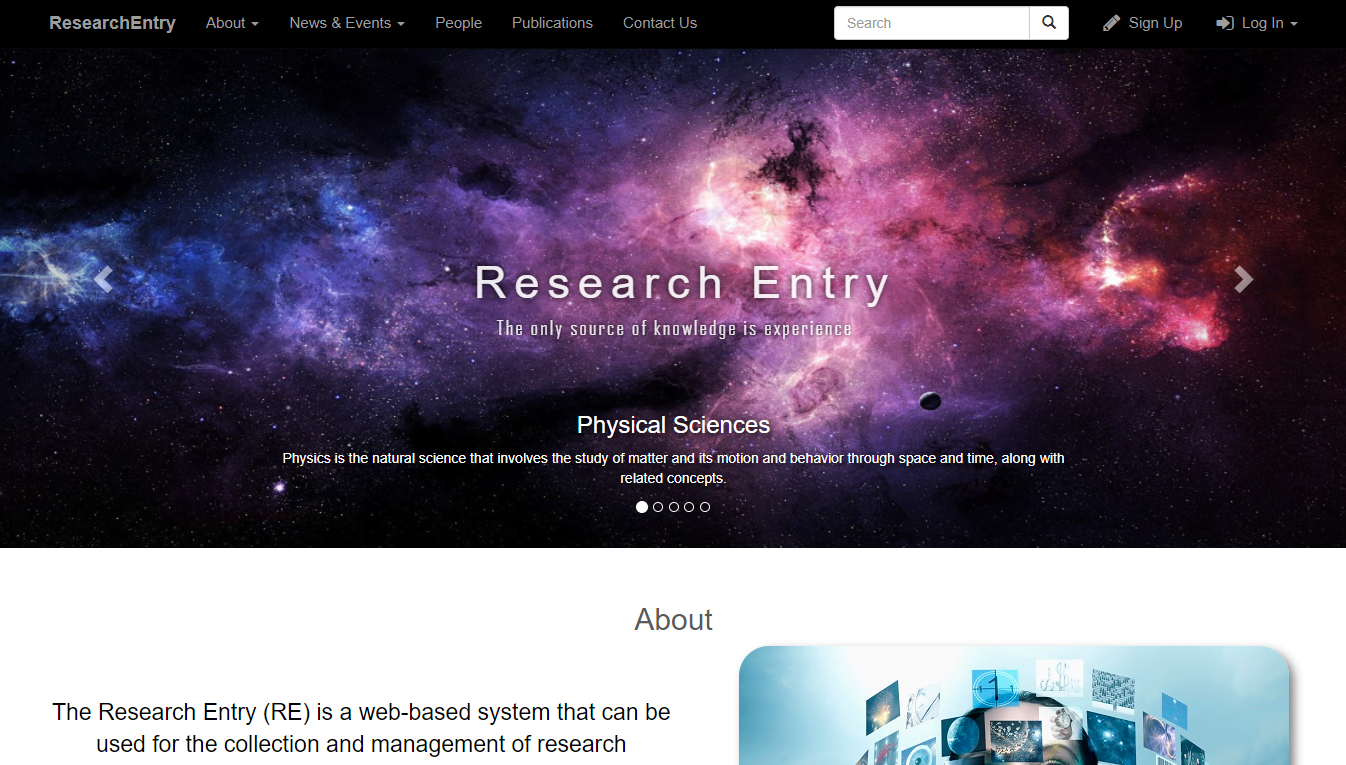 ResearchEntry About News & Events People Publications Contact Us Search Sign Up Log In
Research Entry
The only source of knowledge is experience
Physical Sciences
Physics is the natural science that involves the study of matter and its motion and behavior through space and time, along with
related concepts.
About
The Research Entry (RE) is a web-based system that can be
used for the collection and management of research